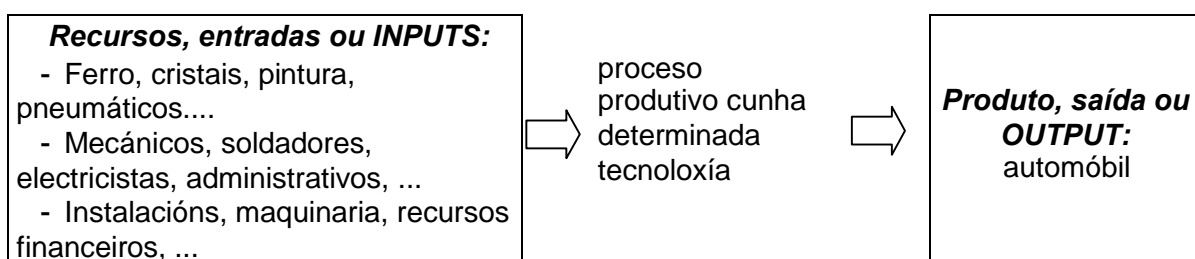 Recursos, entradas ou INPUTS:
- Ferro, cristais, pintura,
pneumáticos....
- Mecánicos, soldadores,
electricistas, administrativos, ...
- Instalacións, maquinaria, recursos
financeiros, ...
proceso
produtivo cunha
determinada
tecnoloxía
Produto, saída ou
OUTPUT:
automóbil